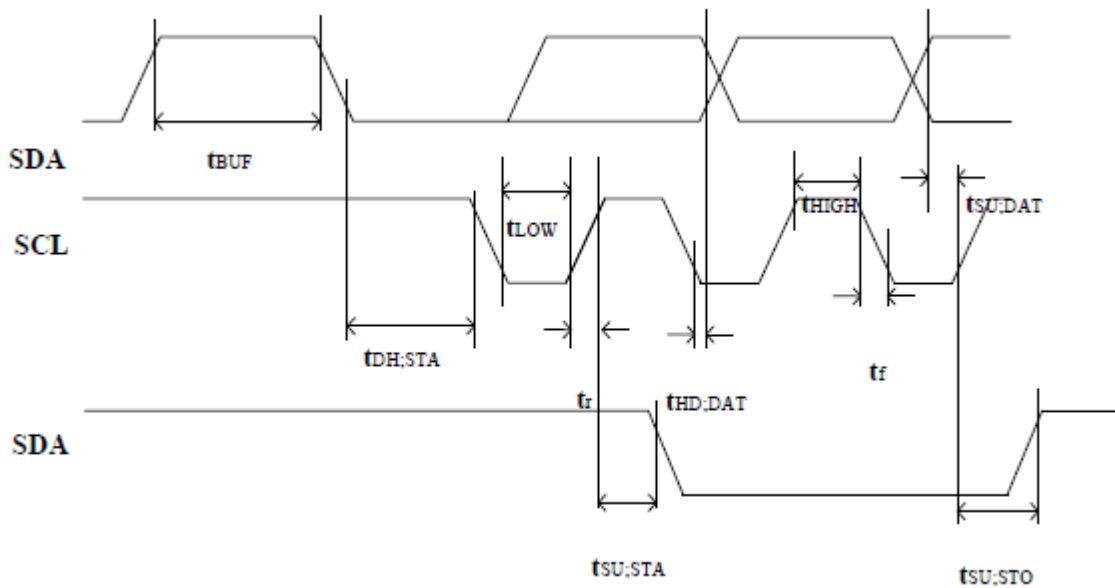 SDA
tBUF
tHIGH
tSU;DAT
SCL
tLOW
tDH;STA
tf
tr
tHD;DAT
SDA
tSU;STA
tSU;STO